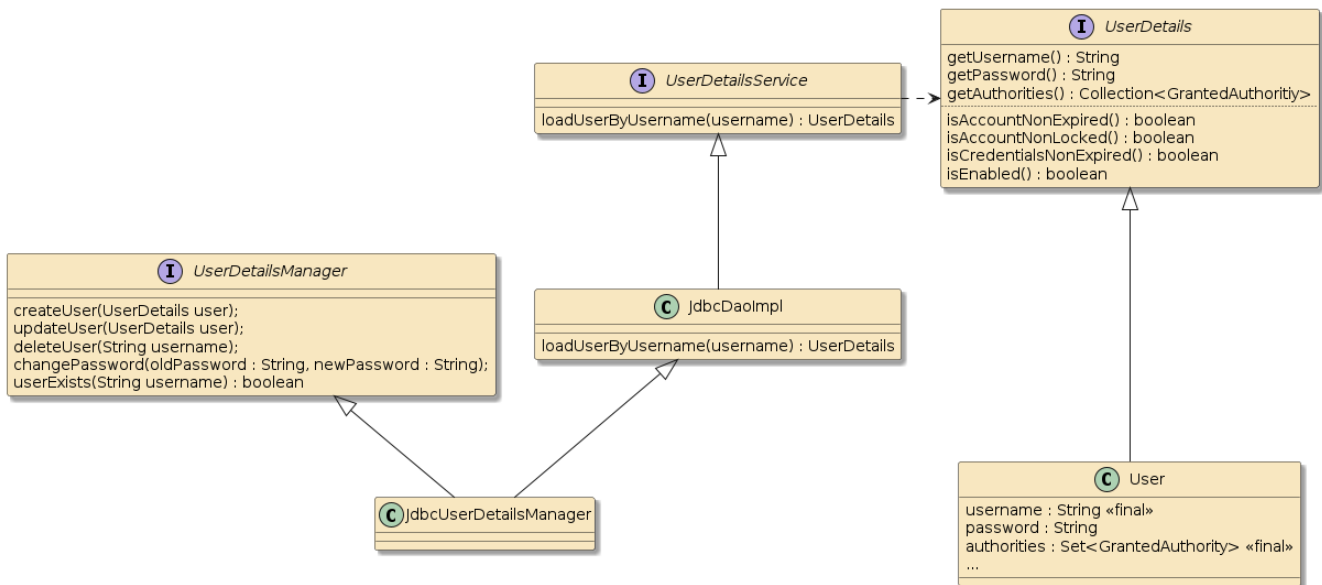 I UserDetails
getUsername() : String
getPassword() : String
getAuthorities() : Collection<GrantedAuthoritiy>
isAccountNonExpired() : boolean
isAccountNonLocked() : boolean
isCredentialsNonExpired() : boolean
isEnabled() : boolean
I UserDetailsService
loadUserByUsername(username) : UserDetails
I UserDetailsManager
createUser(UserDetails user);
updateUser(UserDetails user);
deleteUser(String username);
changePassword(oldPassword : String, newPassword : String);
userExists(String username) : boolean
C JdbcDaoImpl
loadUserByUsername(username) : UserDetails
C JdbcUserDetailsManager
C User
username : String «final»
password : String
authorities : Set<GrantedAuthority> «final»
...